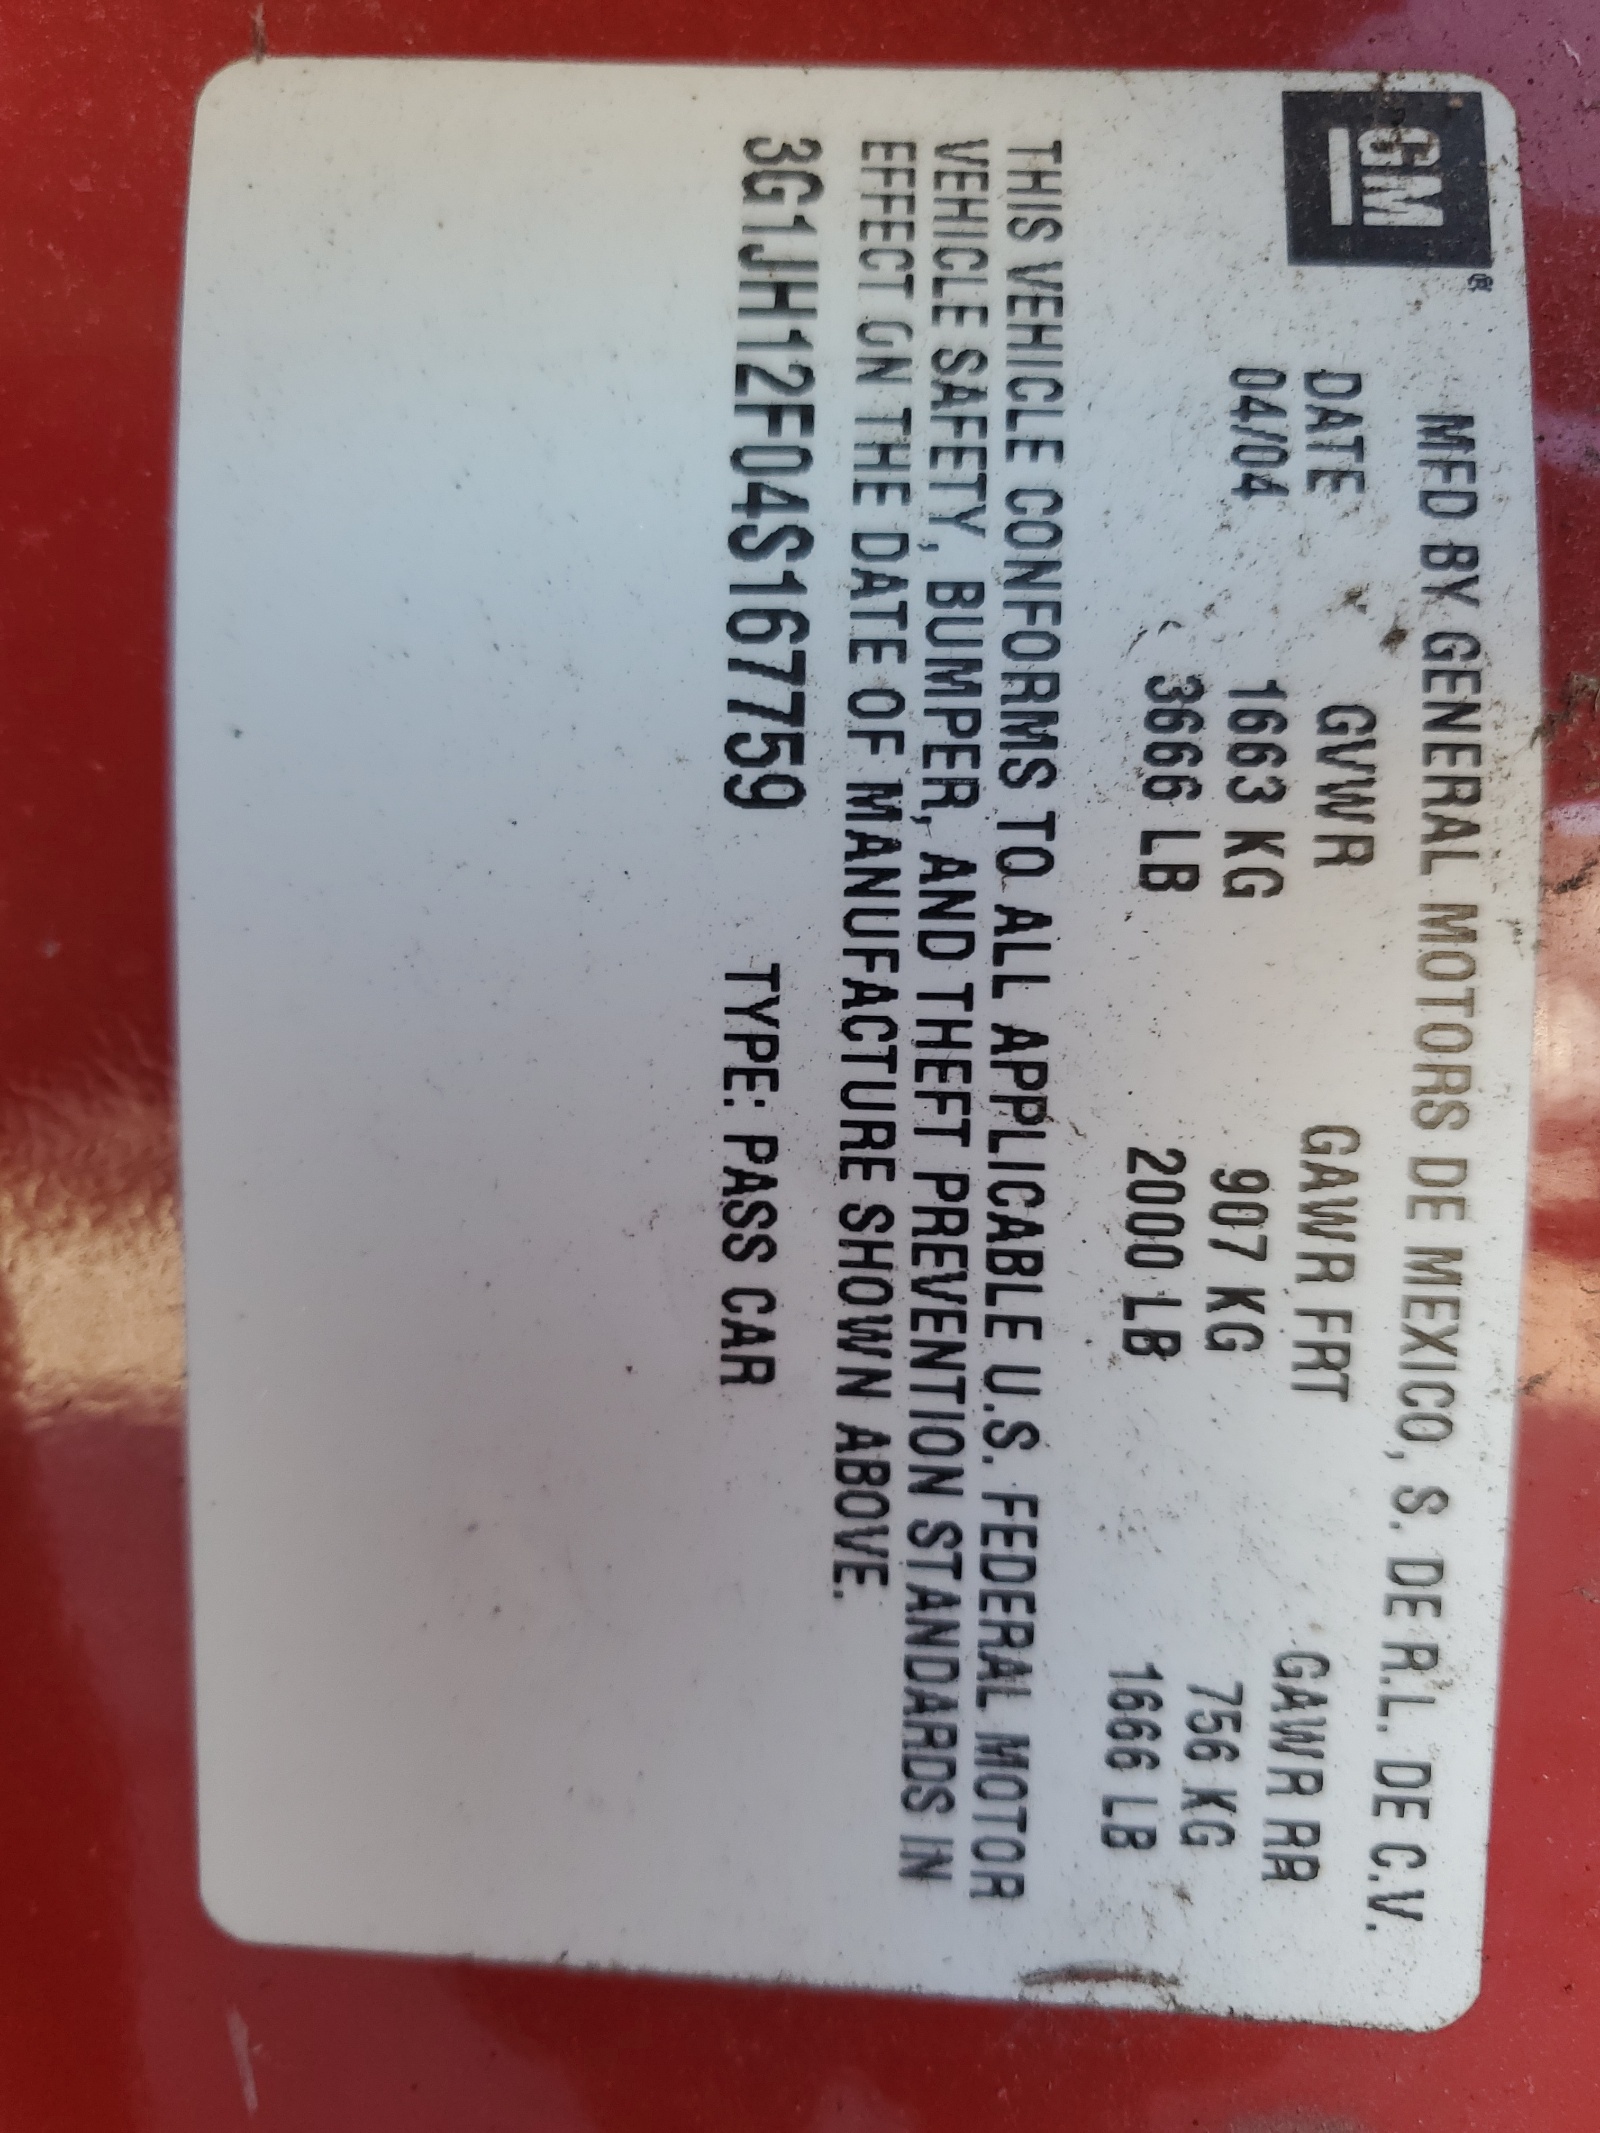 GM®
MFD BY GENERAL MOTORS DE MEXICO, S. DE R.L. DE C.V.
DATE GVWR GAWR FRT GAWR RR
04/04 1663 KG 907 KG 756 KG
3666 LB 2000 LB 1666 LB
THIS VEHICLE CONFORMS TO ALL APPLICABLE U.S. FEDERAL MOTOR
VEHICLE SAFETY, BUMPER, AND THEFT PREVENTION STANDARDS IN
EFFECT ON THE DATE OF MANUFACTURE SHOWN ABOVE.
3G1JH12F04S167759 TYPE: PASS CAR